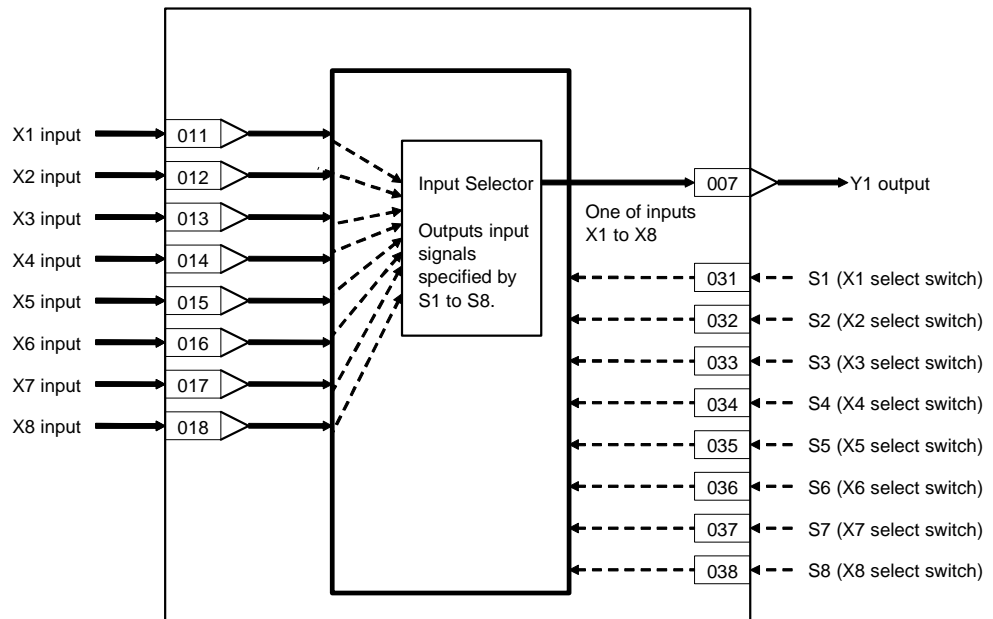 X1 input
011
X2 input
012
X3 input
013
X4 input
014
X5 input
015
X6 input
016
X7 input
017
X8 input
018
Input Selector
Outputs input
signals
specified by
S1 to S8.
007
Y1 output
One of inputs
X1 to X8
031
S1 (X1 select switch)
032
S2 (X2 select switch)
033
S3 (X3 select switch)
034
S4 (X4 select switch)
035
S5 (X5 select switch)
036
S6 (X6 select switch)
037
S7 (X7 select switch)
038
S8 (X8 select switch)